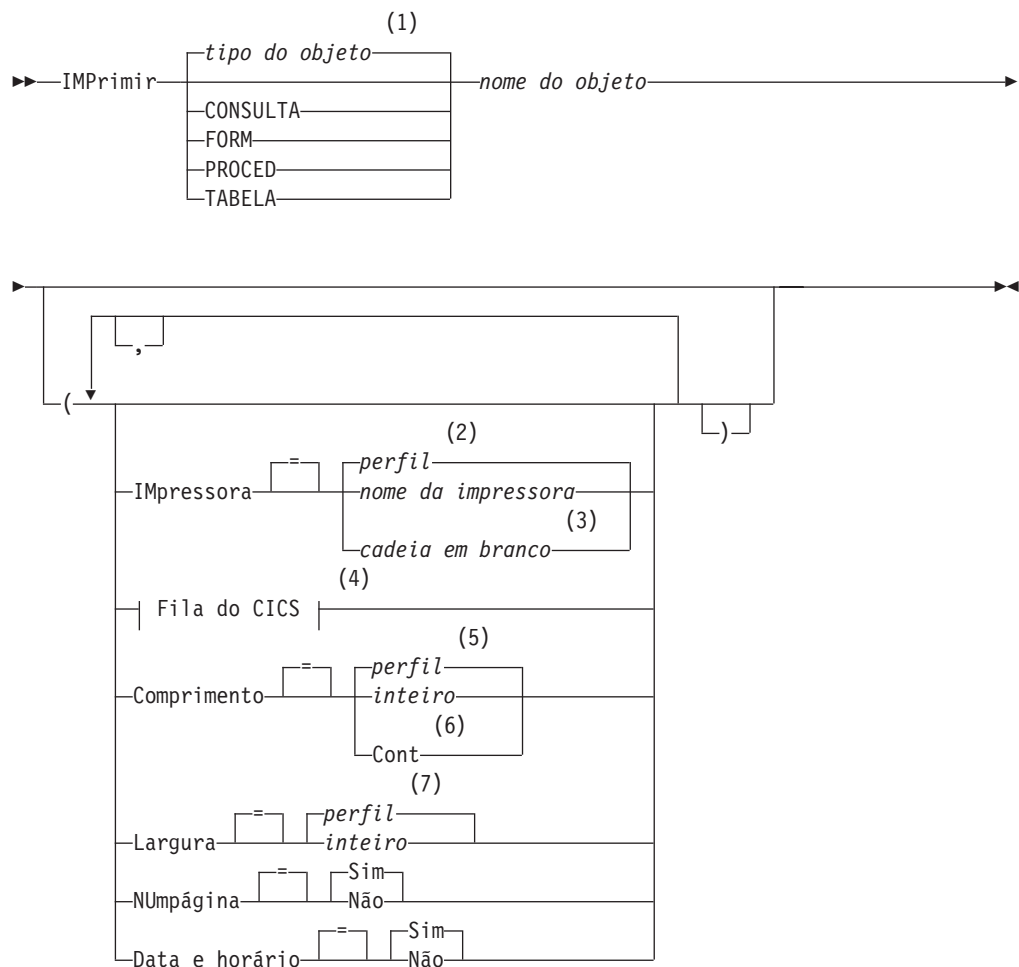 (1)
tipo do objeto
IMPrimir nome do objeto
CONSULTA
FORM
PROCED
TABELA
,
( )
(2)
IMpressora = perfil
nome da impressora
(3)
cadeia em branco
(4)
Fila do CICS
(5)
Comprimento = perfil
inteiro
(6)
Cont
(7)
Largura = perfil
inteiro
NUmpágina = Sim
Não
Data e horário = Sim
Não